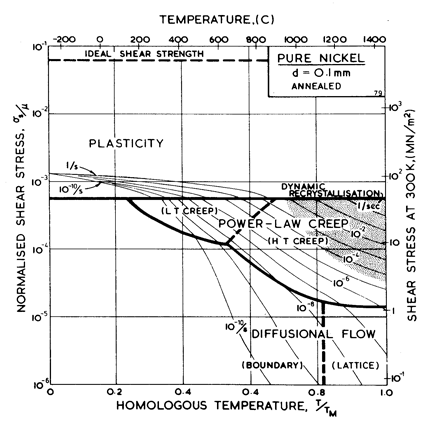 TEMPERATURE, (C)
-200 0 200 400 600 800 1000 1200 1400
10⁻¹
IDEAL SHEAR STRENGTH
PURE NICKEL
d = 0.1mm
ANNEALED
79
10⁻²
10³
PLASTICITY
1/s
10⁻¹⁰/s
10⁻³
10²
DYNAMIC
RECRYSTALLISATION
1/sec
(L T CREEP)
POWER-LAW CREEP
(H T CREEP)
10⁻²
10⁻⁴
10⁻⁶
10⁻⁸
10⁻⁴
10
10⁻⁵
1
10⁻¹⁰/s
DIFFUSIONAL FLOW
(BOUNDARY)
(LATTICE)
10⁻⁶
10⁻¹
0 0.2 0.4 0.6 0.8 1.0
HOMOLOGOUS TEMPERATURE, T/TM
NORMALISED SHEAR STRESS, σs/μ
SHEAR STRESS AT 300K, (MN/m²)